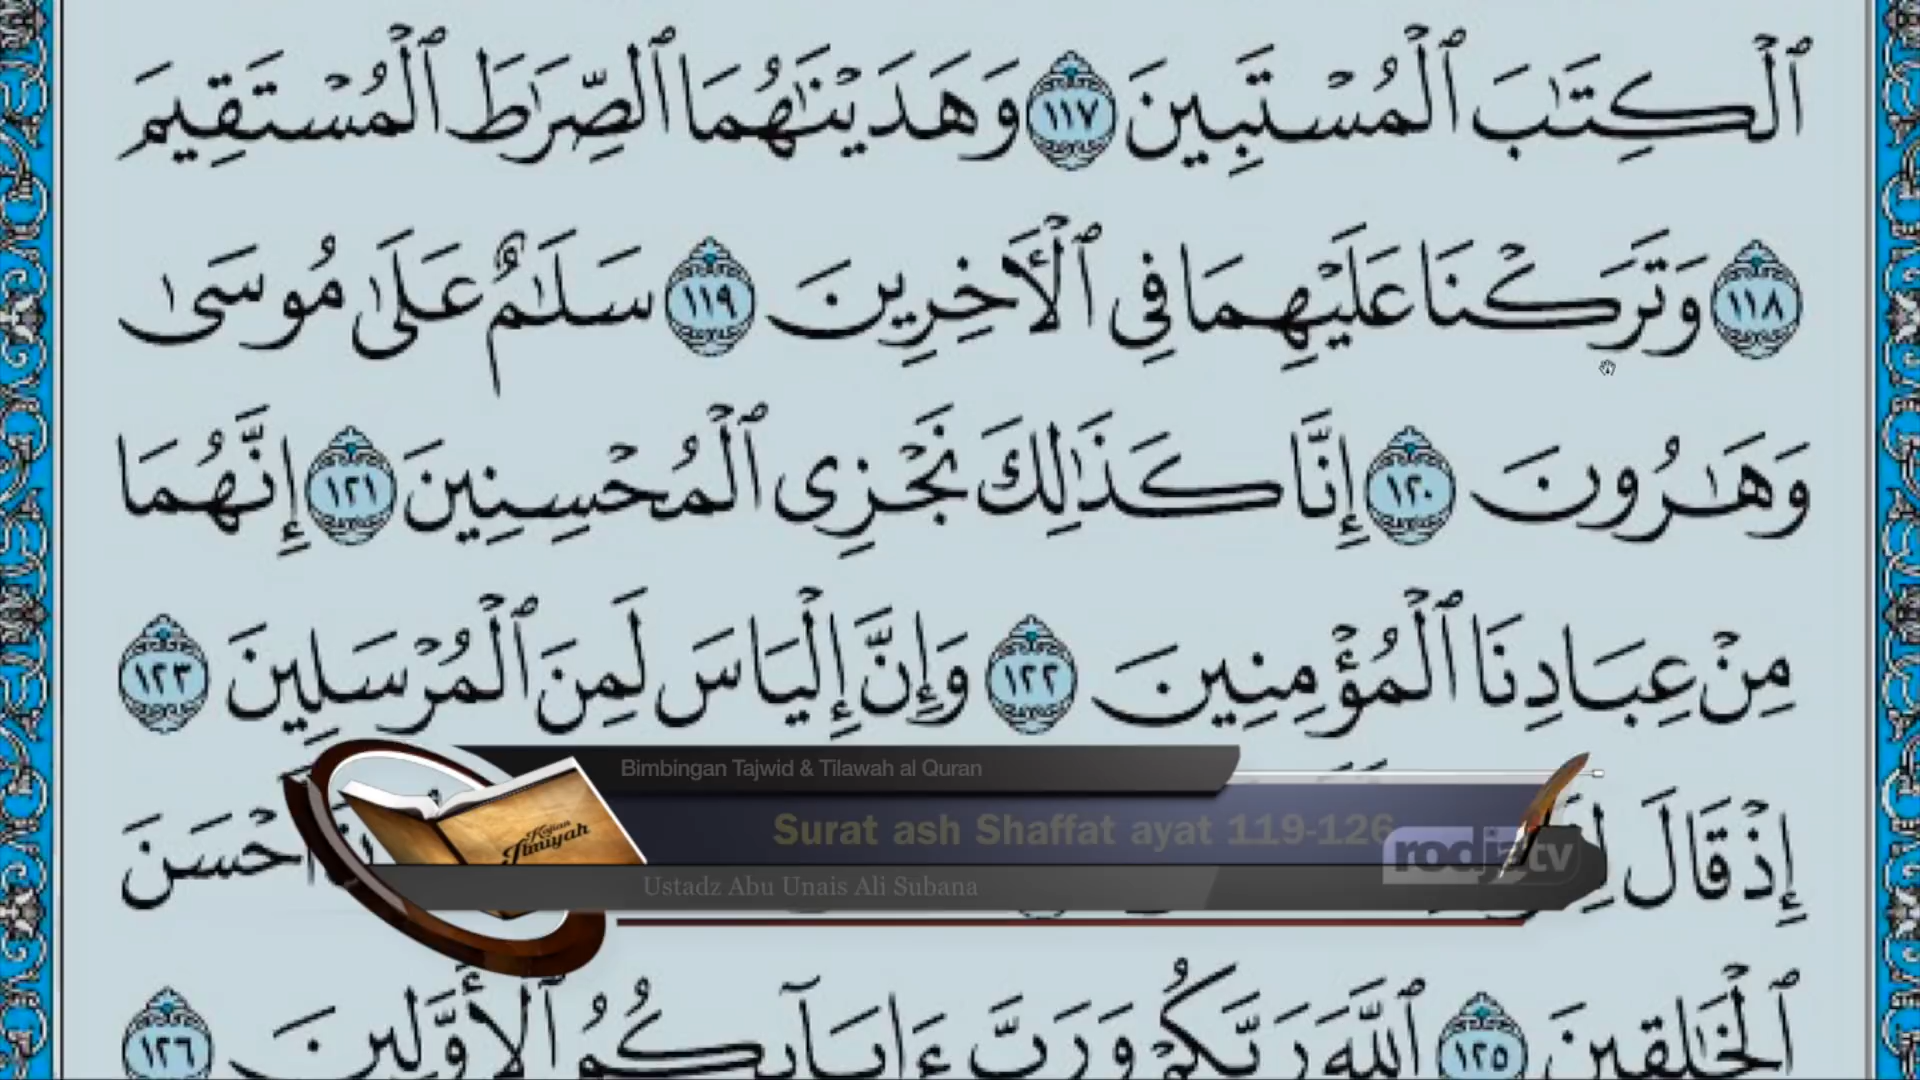 ٱلْكِتَٰبَ ٱلْمُسْتَبِينَ ١١٧ وَهَدَيْنَٰهُمَا ٱلصِّرَٰطَ ٱلْمُسْتَقِيمَ
١١٨ وَتَرَكْنَا عَلَيْهِمَا فِى ٱلْأَخِرِينَ ١١٩ سَلَٰمٌ عَلَىٰ مُوسَىٰ
وَهَٰرُونَ ١٢٠ إِنَّا كَذَٰلِكَ نَجْزِى ٱلْمُحْسِنِينَ ١٢١ إِنَّهُمَا
مِنْ عِبَادِنَا ٱلْمُؤْمِنِينَ ١٢٢ وَإِنَّ إِلْيَاسَ لَمِنَ ٱلْمُرْسَلِينَ ١٢٣
Bimbingan Tajwid & Tilawah al Quran
إِذْ قَالَ أَحْسَنَ
Surat ash Shaffat ayat 119-126
rodja tv
Kajian
Ilmiyah
Ustadz Abu Unais Ali Subana
ٱلْخَٰلِقِينَ ١٢٥ ٱللَّهَ رَبَّكُمْ وَرَبَّ ءَابَآئِكُمُ ٱلْأَوَّلِينَ ١٢٦